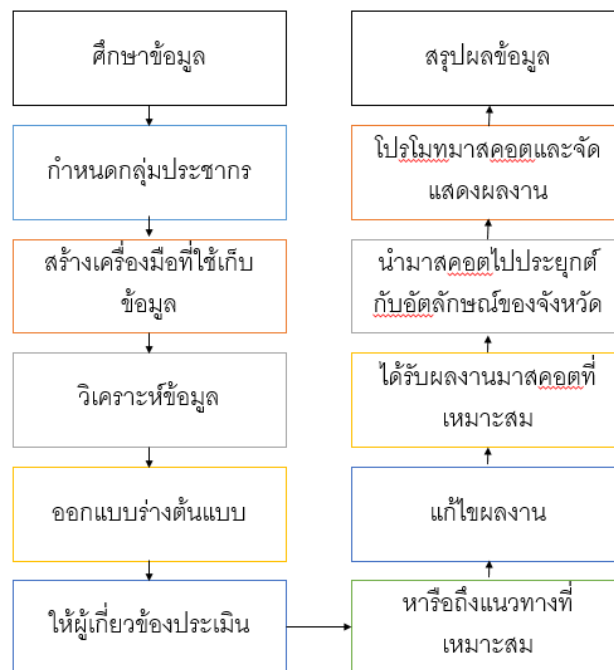 ศึกษาข้อมูล
กำหนดกลุ่มประชากร
สร้างเครื่องมือที่ใช้เก็บ
ข้อมูล
วิเคราะห์ข้อมูล
ออกแบบร่างต้นแบบ
ให้ผู้เกี่ยวข้องประเมิน
หารือถึงแนวทางที่
เหมาะสม
แก้ไขผลงาน
ได้รับผลงานมาสคอตที่
เหมาะสม
นำมาสคอตไปประยุกต์
กับอัตลักษณ์ของจังหวัด
โปรโมทมาสคอตและจัด
แสดงผลงาน
สรุปผลข้อมูล